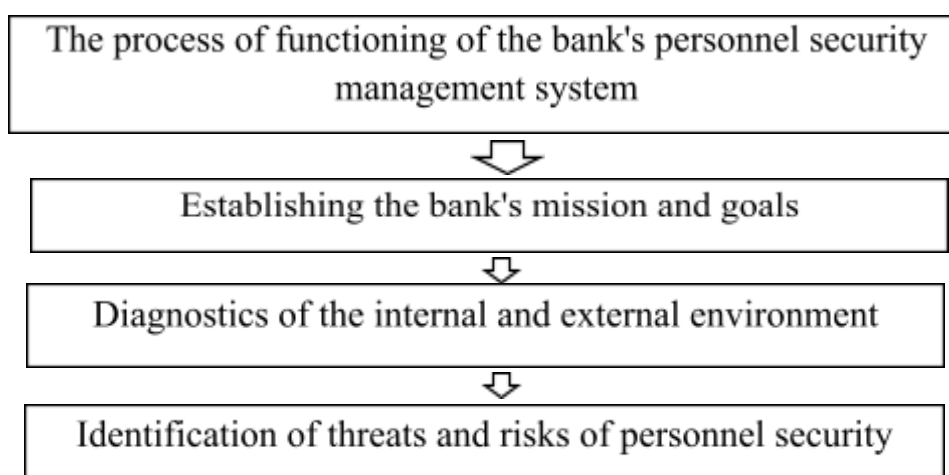 The process of functioning of the bank's personnel security
management system
Establishing the bank's mission and goals
Diagnostics of the internal and external environment
Identification of threats and risks of personnel security